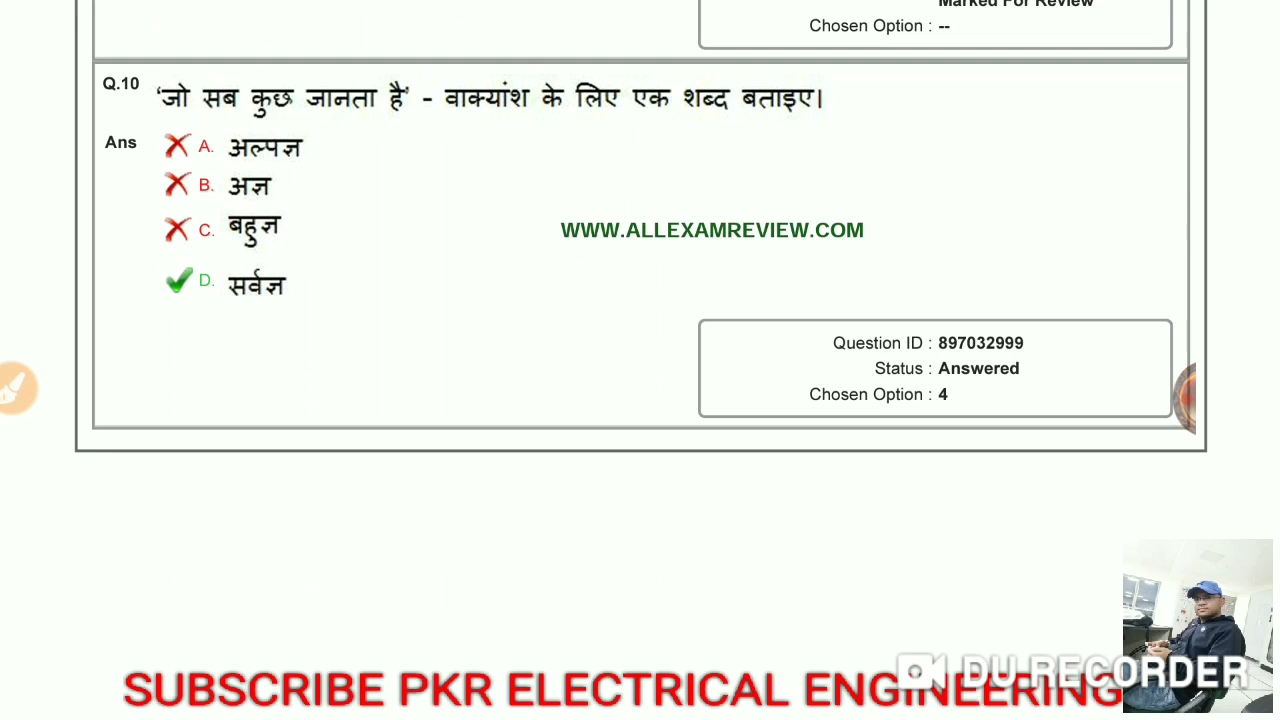 Marked For Review
Chosen Option : --
Q.10 ‘जो सब कुछ जानता है’ - वाक्यांश के लिए एक शब्द बताइए।
Ans A. अल्पज्ञ
B. अज्ञ
C. बहुज्ञ
WWW.ALLEXAMREVIEW.COM
D. सर्वज्ञ
Question ID : 897032999
Status : Answered
Chosen Option : 4
DU RECORDER
SUBSCRIBE PKR ELECTRICAL ENGINEERING